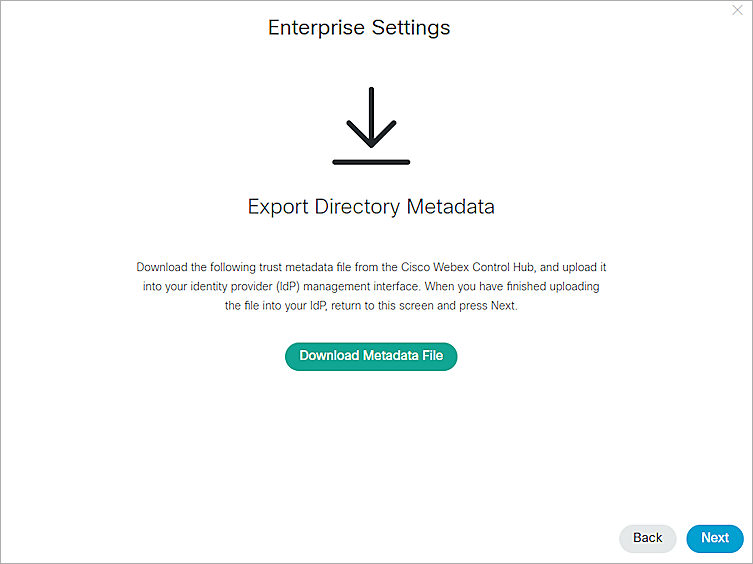 Enterprise Settings
Export Directory Metadata
Download the following trust metadata file from the Cisco Webex Control Hub, and upload it
into your identity provider (IdP) management interface. When you have finished uploading
the file into your IdP, return to this screen and press Next.
Download Metadata File
Back
Next